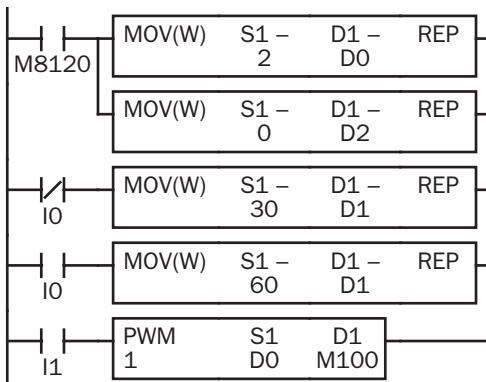 MOV(W) S1 – D1 – REP
2 D0
M8120
MOV(W) S1 – D1 – REP
0 D2
MOV(W) S1 – D1 – REP
30 D1
I0
MOV(W) S1 – D1 – REP
60 D1
I0
PWM S1 D1
1 D0 M100
I1